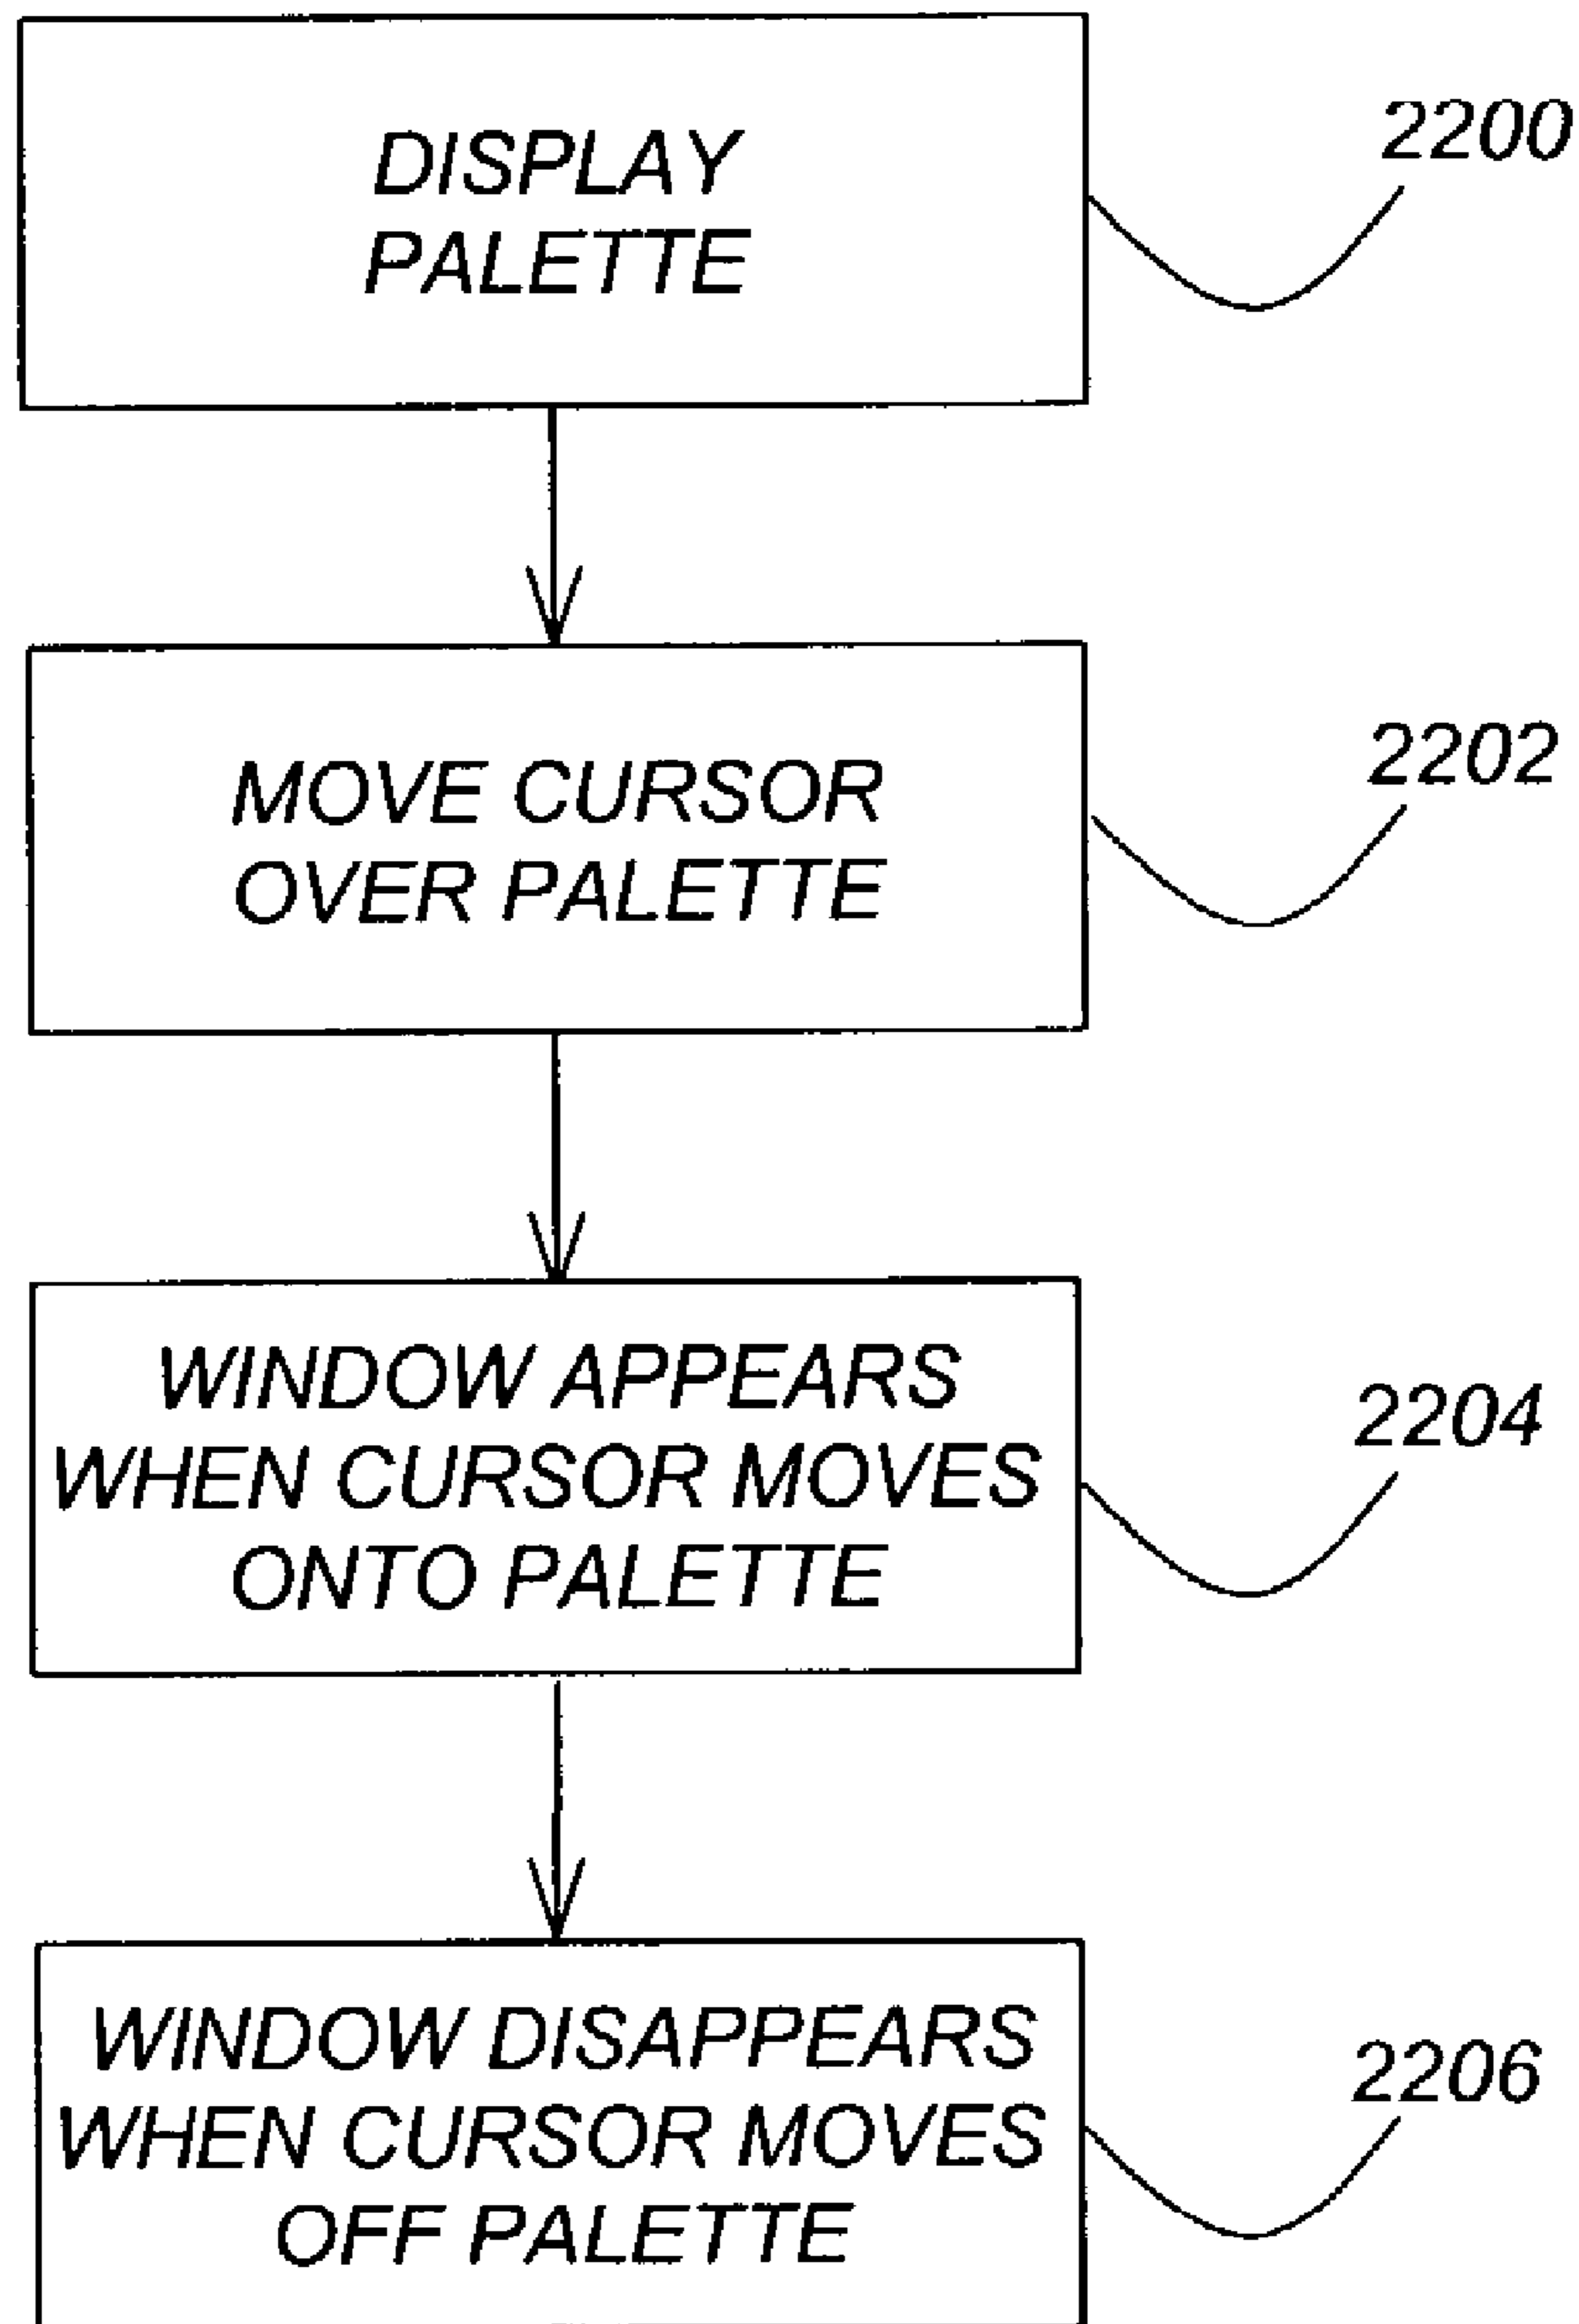 DISPLAY
PALETTE
2200
MOVE CURSOR
OVER PALETTE
2202
WINDOW APPEARS
WHEN CURSOR MOVES
ONTO PALETTE
2204
WINDOW DISAPPEARS
WHEN CURSOR MOVES
OFF PALETTE
2206